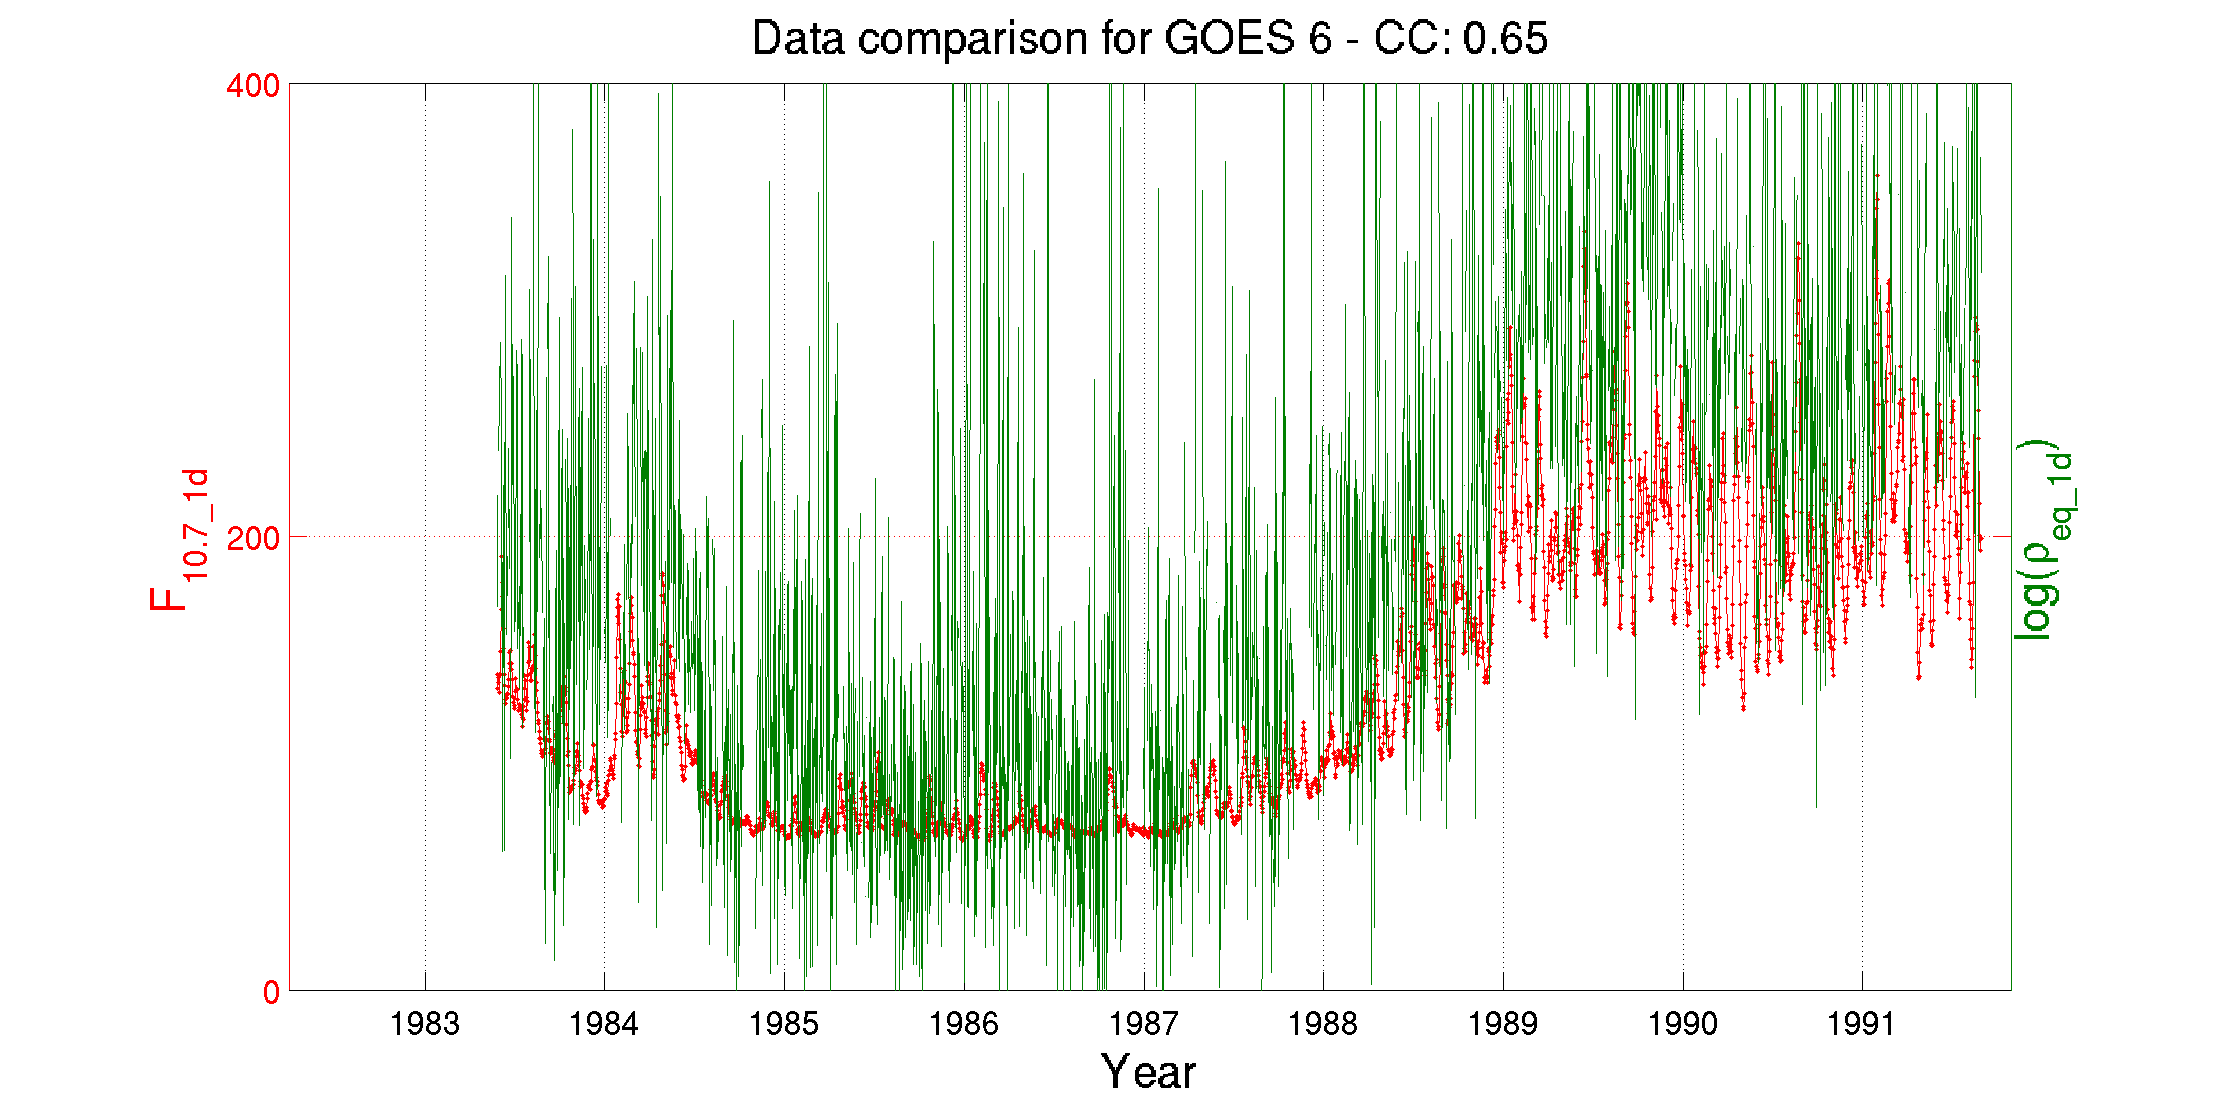 Data comparison for GOES 6 - CC: 0.65
400
200
0
F10.7_1d
log(ρeq_1d)
1983 1984 1985 1986 1987 1988 1989 1990 1991
Year